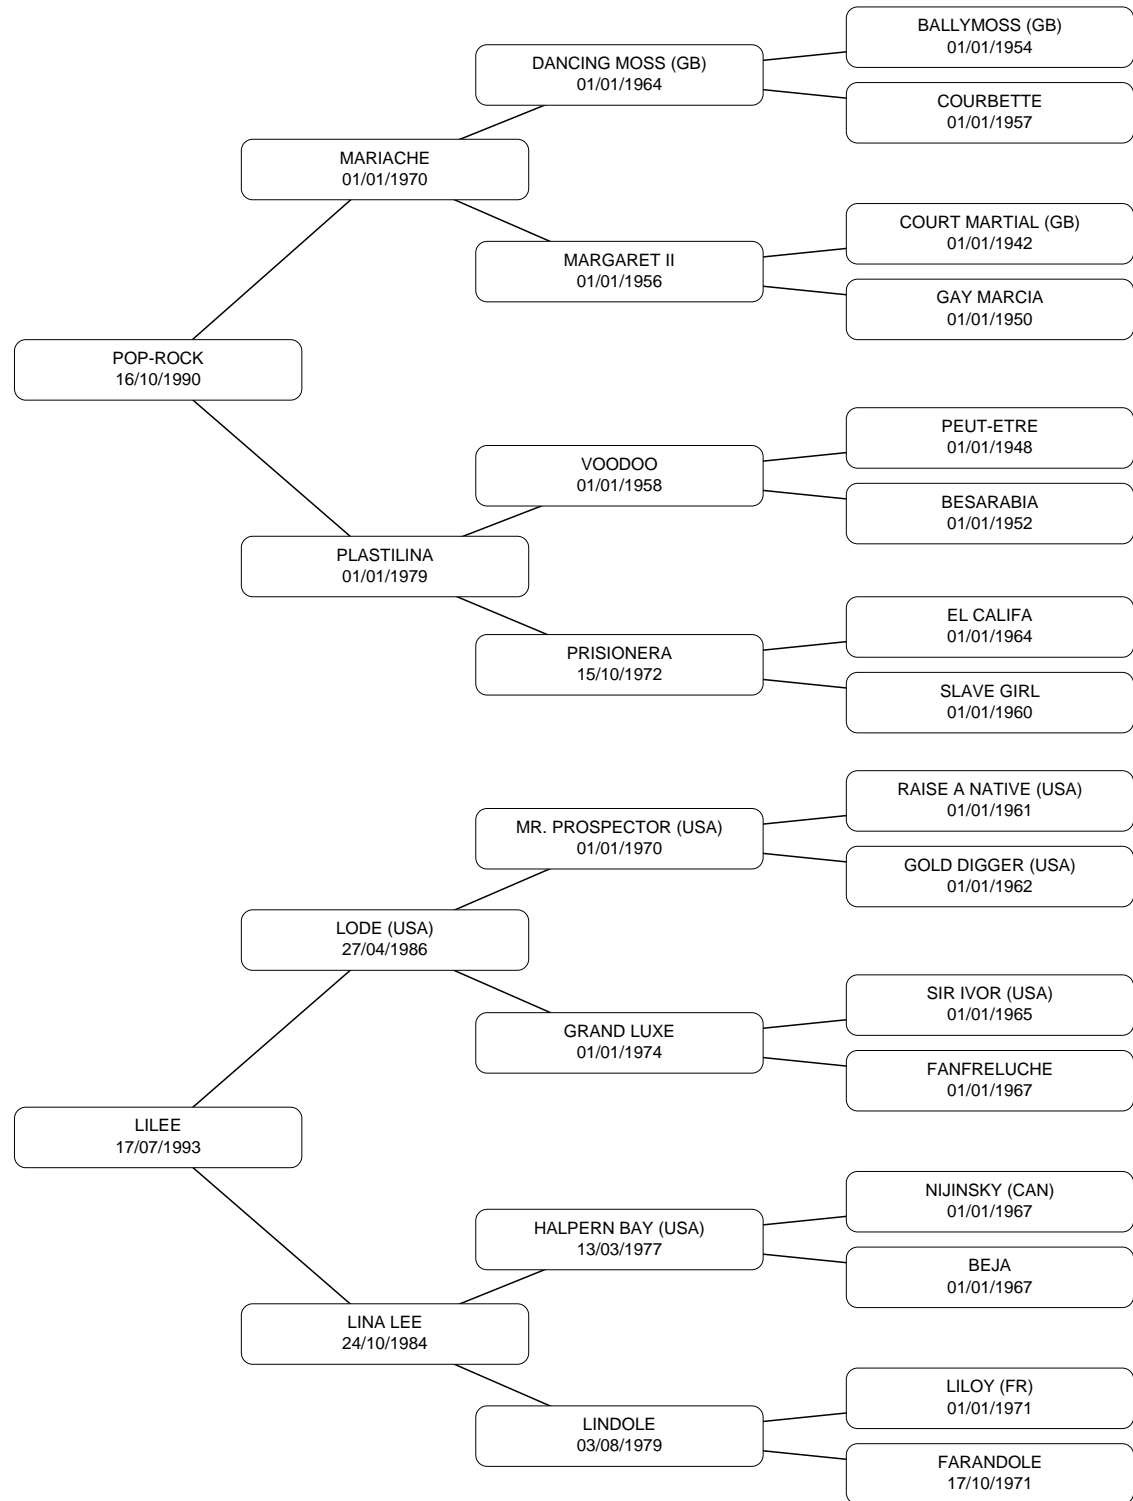 BALLYMOSS (GB)
01/01/1954
DANCING MOSS (GB)
01/01/1964
COURBETTE
01/01/1957
MARIACHE
01/01/1970
COURT MARTIAL (GB)
01/01/1942
MARGARET II
01/01/1956
GAY MARCIA
01/01/1950
POP-ROCK
16/10/1990
PEUT-ETRE
01/01/1948
VOODOO
01/01/1958
BESARABIA
01/01/1952
PLASTILINA
01/01/1979
EL CALIFA
01/01/1964
PRISIONERA
15/10/1972
SLAVE GIRL
01/01/1960
RAISE A NATIVE (USA)
01/01/1961
MR. PROSPECTOR (USA)
01/01/1970
GOLD DIGGER (USA)
01/01/1962
LODE (USA)
27/04/1986
SIR IVOR (USA)
01/01/1965
GRAND LUXE
01/01/1974
FANFRELUCHE
01/01/1967
LILEE
17/07/1993
NIJINSKY (CAN)
01/01/1967
HALPERN BAY (USA)
13/03/1977
BEJA
01/01/1967
LINA LEE
24/10/1984
LILOY (FR)
01/01/1971
LINDOLE
03/08/1979
FARANDOLE
17/10/1971